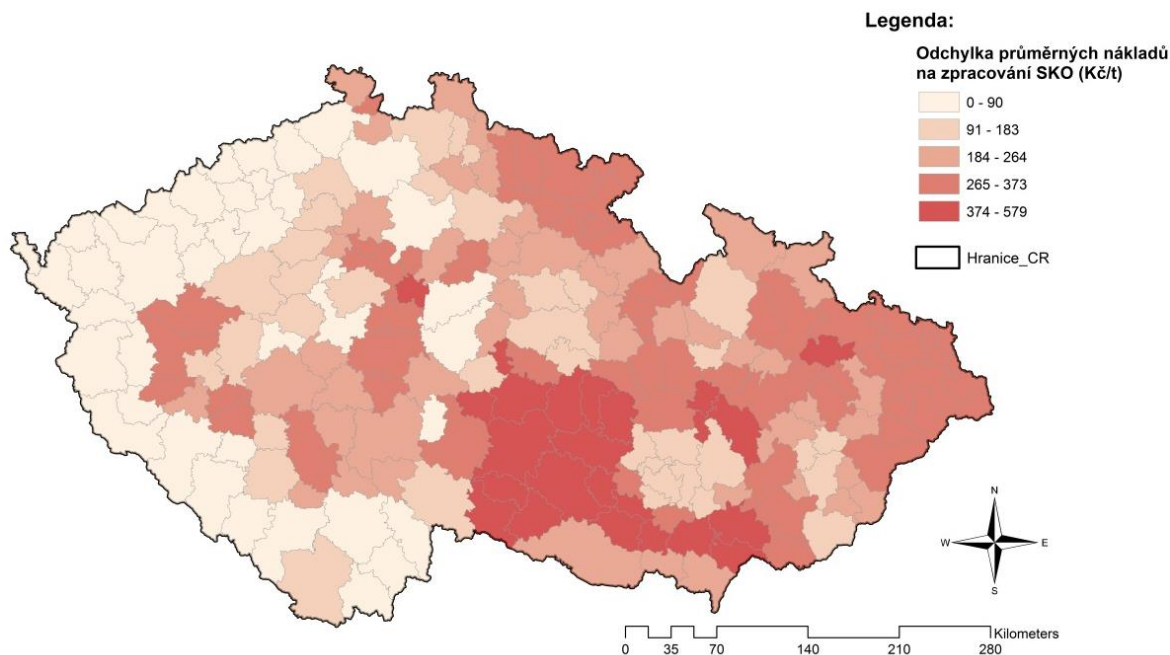 Legenda:
Odchylka průměrných nákladů
na zpracování SKO (Kč/t)
0 - 90
91 - 183
184 - 264
265 - 373
374 - 579
Hranice_CR
N
W E
S
Kilometers
0 35 70 140 210 280